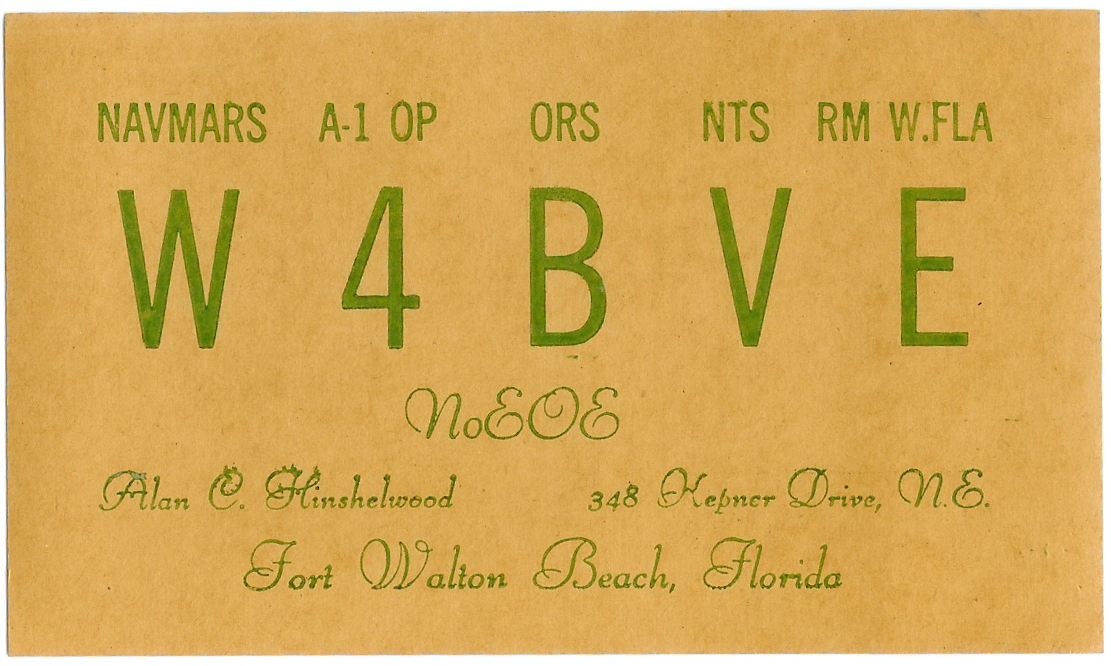 NAVMARS A-1 OP ORS NTS RM W.FLA
W 4 B V E
NoEOE
Alan C. Hinshelwood 348 Kepner Drive, N.E.
Fort Walton Beach, Florida